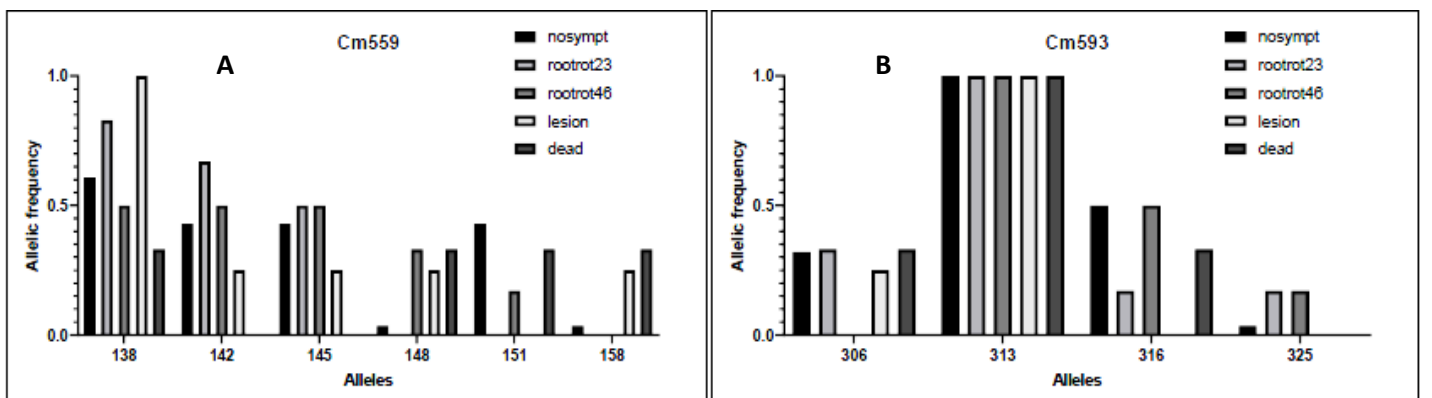 Cm559
A
nosympt
rootrot23
rootrot46
lesion
dead
1.0
0.5
0.0
Allelic frequency
138 142 145 148 151 158
Alleles
Cm593
B
nosympt
rootrot23
rootrot46
lesion
dead
1.0
0.5
0.0
Allelic frequency
306 313 316 325
Alleles